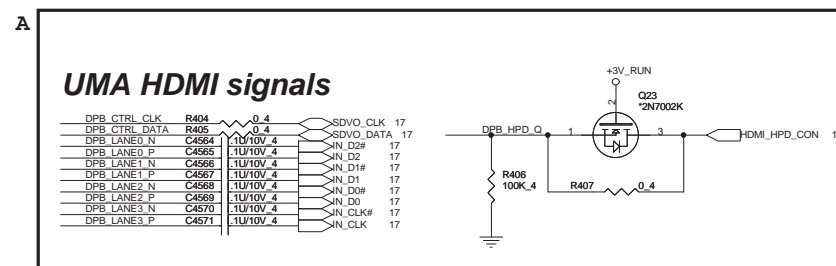 A
UMA HDMI signals
DPB_CTRL_CLK R404 0_4 SDVO_CLK 17
DPB_CTRL_DATA R405 0_4 SDVO_DATA 17
DPB_LANE0_N C4564 .1U/10V_4 IN_D2# 17
DPB_LANE0_P C4565 .1U/10V_4 IN_D2 17
DPB_LANE1_N C4566 .1U/10V_4 IN_D1# 17
DPB_LANE1_P C4567 .1U/10V_4 IN_D1 17
DPB_LANE2_N C4568 .1U/10V_4 IN_D0# 17
DPB_LANE2_P C4569 .1U/10V_4 IN_D0 17
DPB_LANE3_N C4570 .1U/10V_4 IN_CLK# 17
DPB_LANE3_P C4571 .1U/10V_4 IN_CLK 17
+3V_RUN
2
Q23
*2N7002K
DPB_HPD_Q 1 3 HDMI_HPD_CON
R406
100K_4
R407 0_4